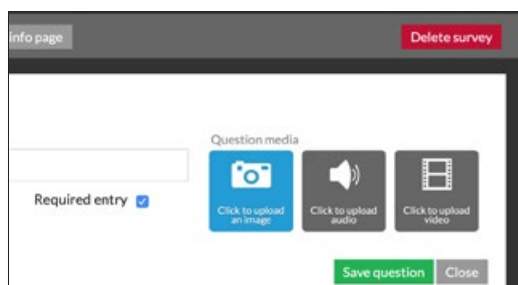 info page
Delete survey
Question media
Required entry
Click to upload
an image
Click to upload
audio
Click to upload
video
Save question
Close